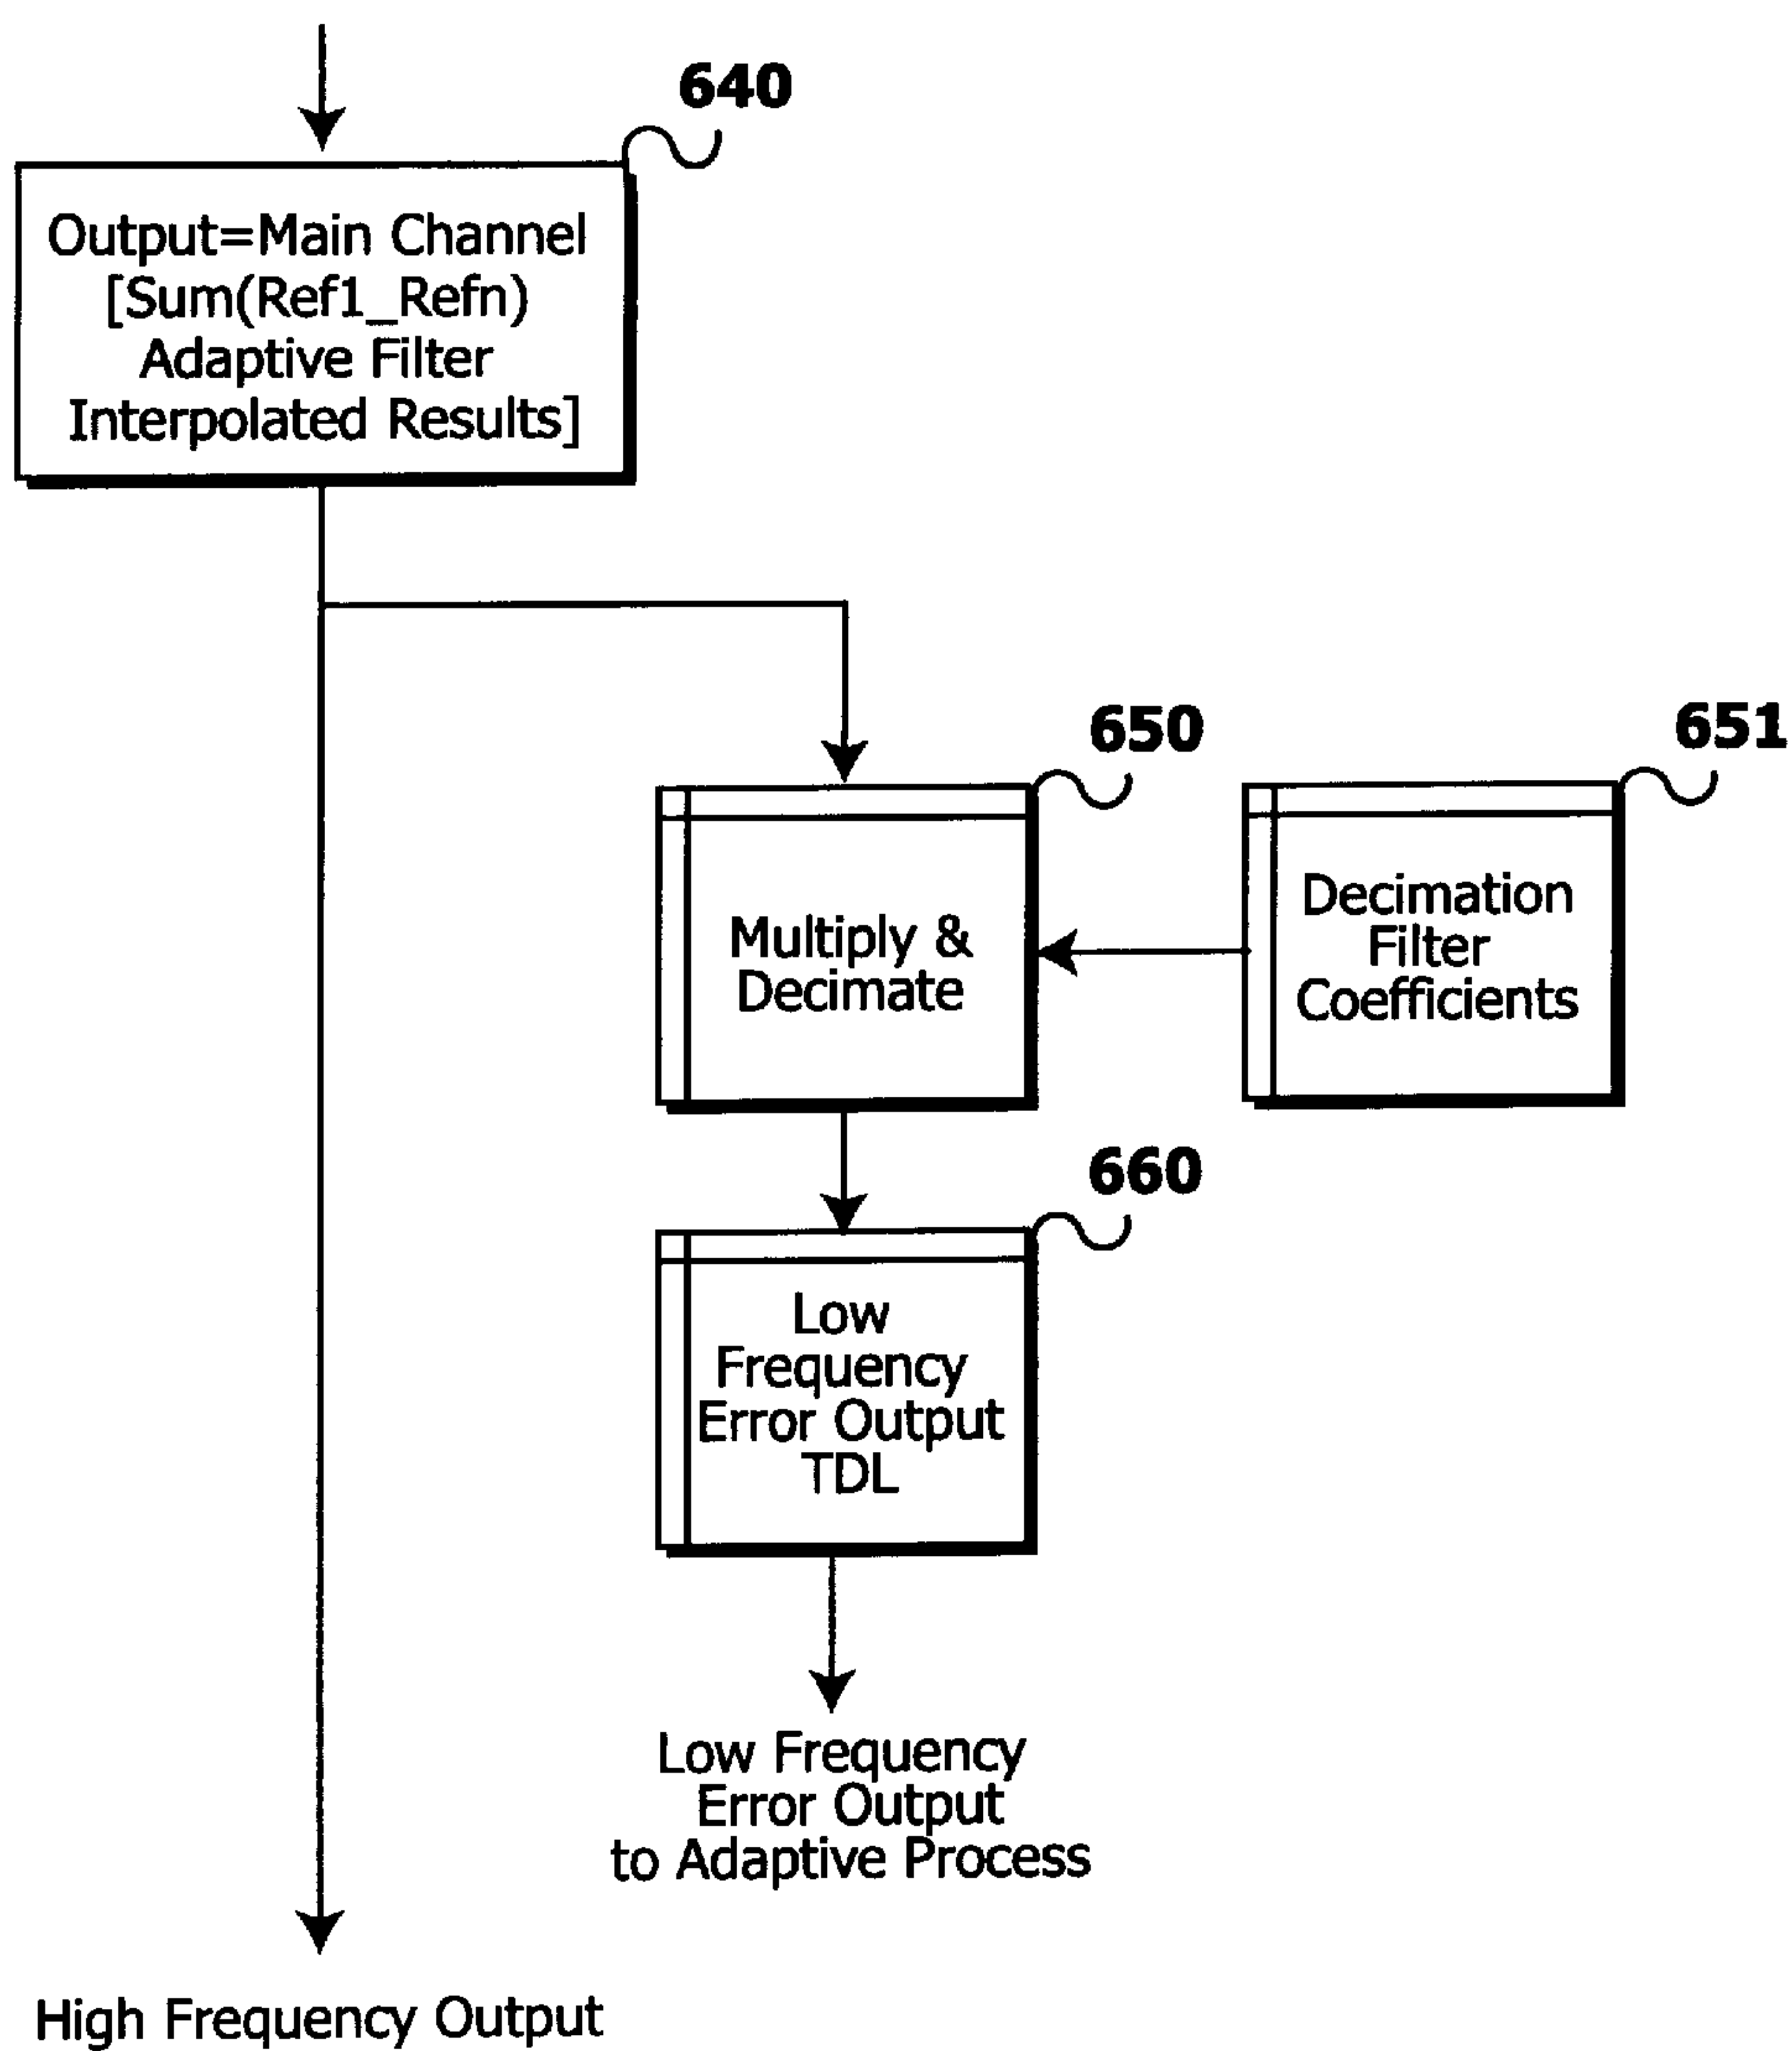 640
Output=Main Channel
[Sum(Ref1_Refn)
Adaptive Filter
Interpolated Results]
650
651
Multiply &
Decimate
Decimation
Filter
Coefficients
660
Low
Frequency
Error Output
TDL
Low Frequency
Error Output
to Adaptive Process
High Frequency Output